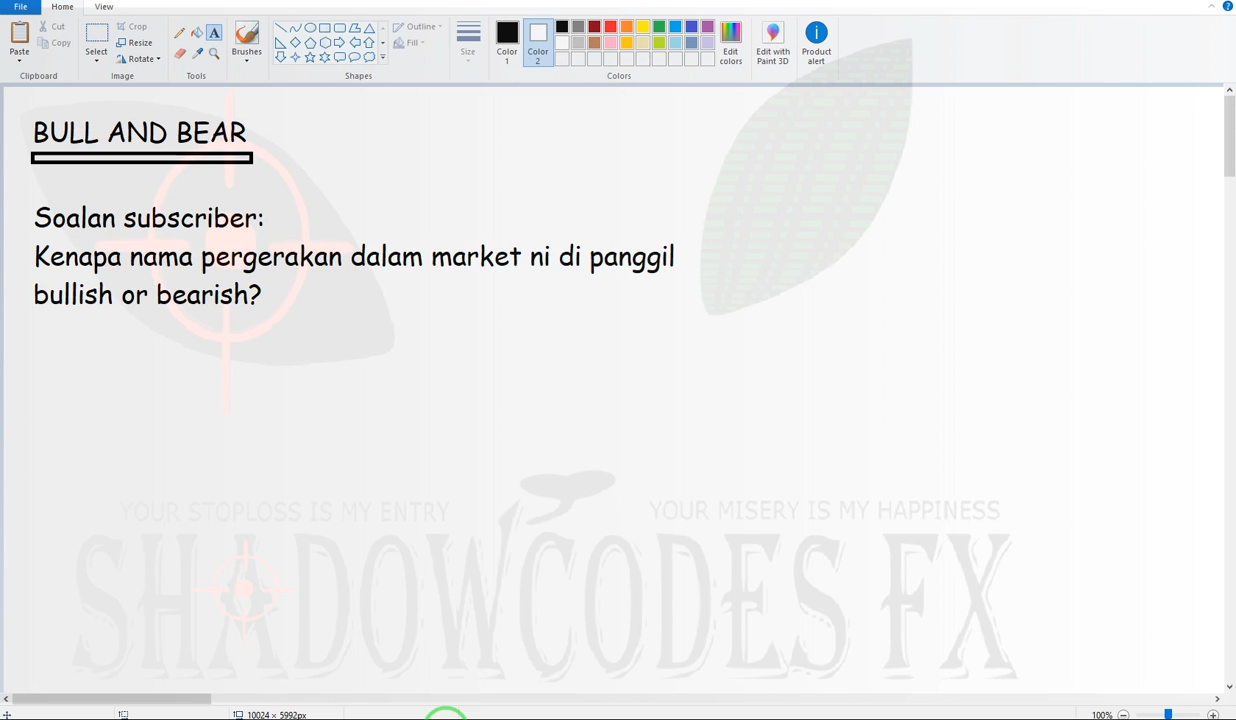 File Home View
Paste
Cut
Copy
Clipboard
Select
Crop
Resize
Rotate
Image
A
Tools
Brushes
Shapes
Outline
Fill
Size
Color 1
Color 2
Edit colors
Colors
Edit with Paint 3D
Product alert
BULL AND BEAR
Soalan subscriber:
Kenapa nama pergerakan dalam market ni di panggil
bullish or bearish?
YOUR STOPLOSS IS MY ENTRY YOUR MISERY IS MY HAPPINESS
SHADOWCODES FX
10024 × 5992px 100%